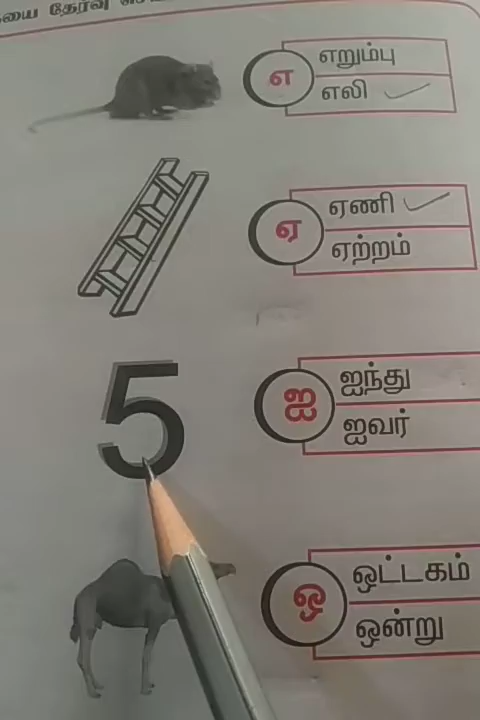 யை தேர்வு
எ
எறும்பு
எலி
ஏ
ஏணி
ஏற்றம்
5
ஐ
ஐந்து
ஐவர்
ஒ
ஒட்டகம்
ஒன்று